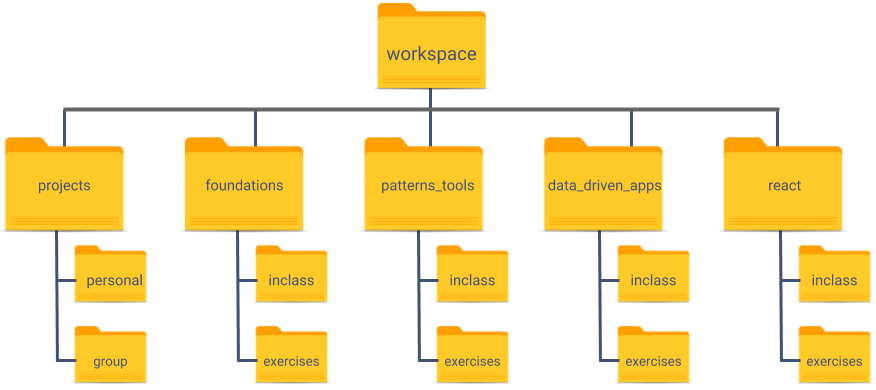 workspace
projects
foundations
patterns_tools
data_driven_apps
react
personal
inclass
inclass
inclass
inclass
group
exercises
exercises
exercises
exercises